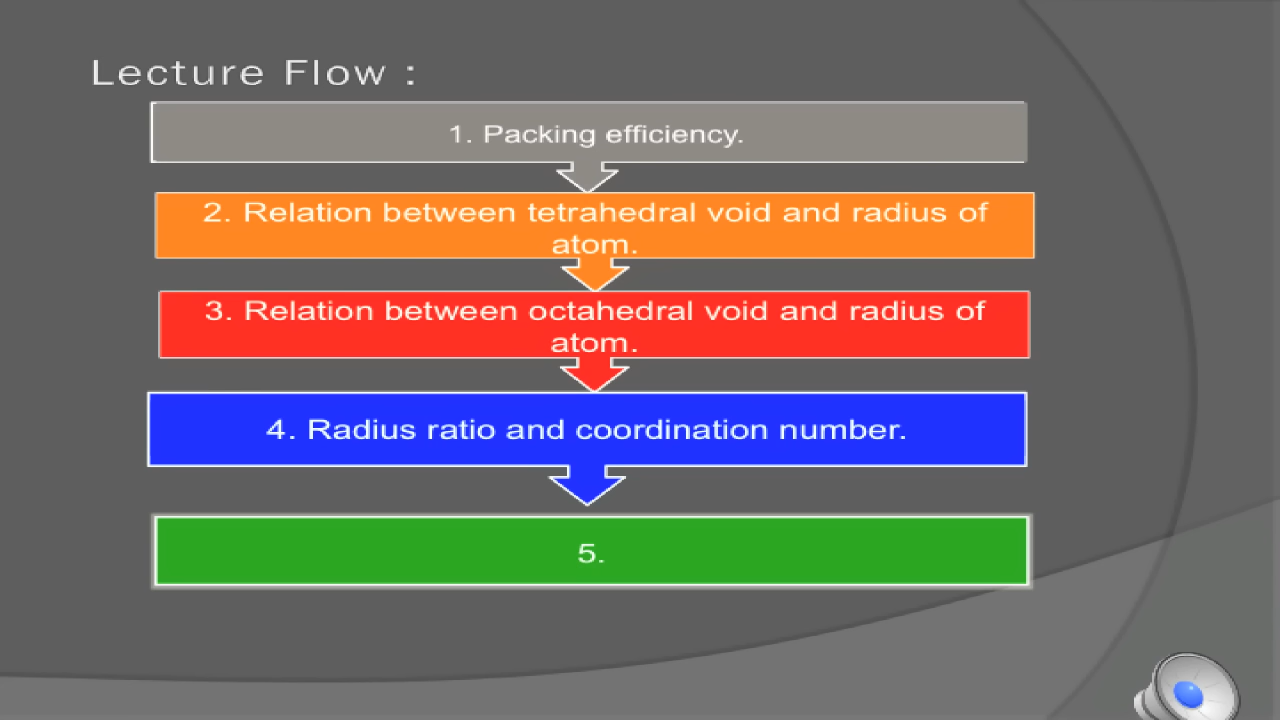 Lecture Flow :
1. Packing efficiency.
2. Relation between tetrahedral void and radius of
atom.
3. Relation between octahedral void and radius of
atom.
4. Radius ratio and coordination number.
5.